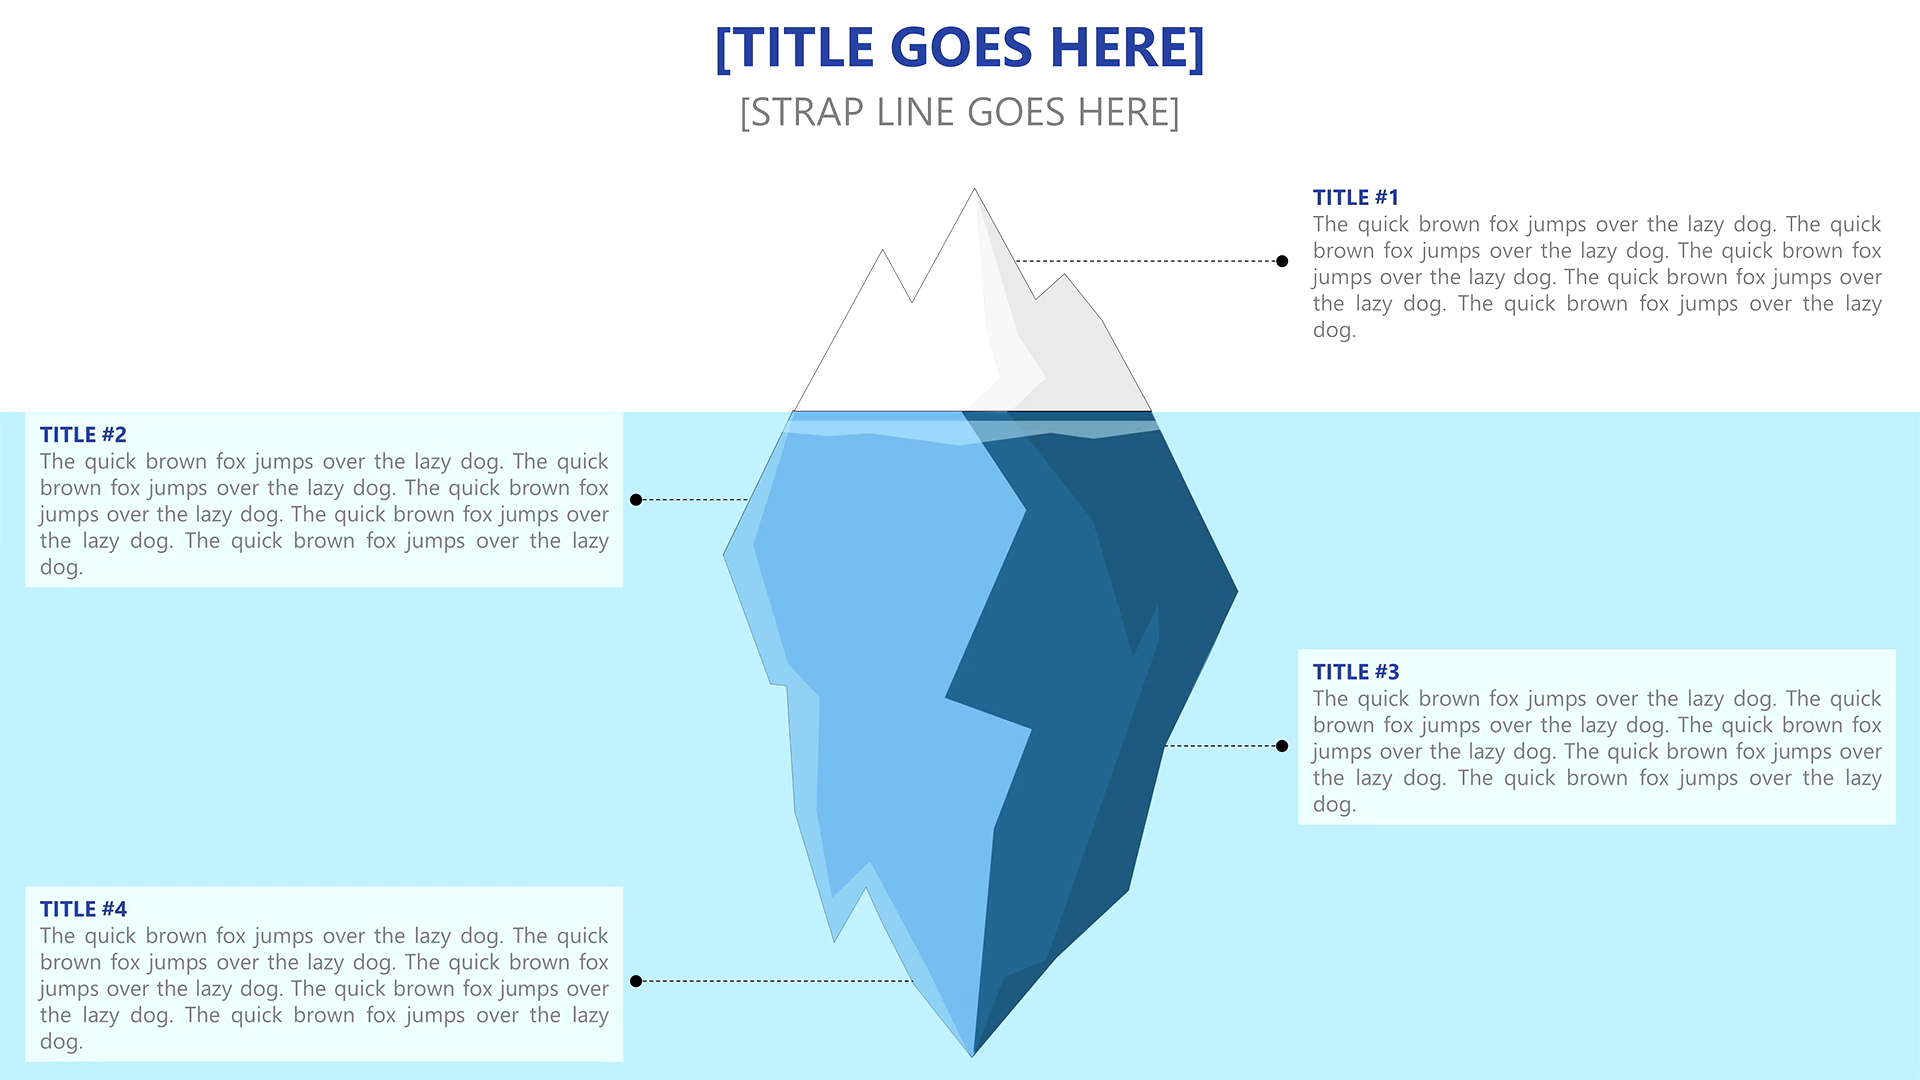 [TITLE GOES HERE]
[STRAP LINE GOES HERE]
TITLE #1
The quick brown fox jumps over the lazy dog. The quick
brown fox jumps over the lazy dog. The quick brown fox
jumps over the lazy dog. The quick brown fox jumps over
the lazy dog. The quick brown fox jumps over the lazy
dog.
TITLE #2
The quick brown fox jumps over the lazy dog. The quick
brown fox jumps over the lazy dog. The quick brown fox
jumps over the lazy dog. The quick brown fox jumps over
the lazy dog. The quick brown fox jumps over the lazy
dog.
TITLE #3
The quick brown fox jumps over the lazy dog. The quick
brown fox jumps over the lazy dog. The quick brown fox
jumps over the lazy dog. The quick brown fox jumps over
the lazy dog. The quick brown fox jumps over the lazy
dog.
TITLE #4
The quick brown fox jumps over the lazy dog. The quick
brown fox jumps over the lazy dog. The quick brown fox
jumps over the lazy dog. The quick brown fox jumps over
the lazy dog. The quick brown fox jumps over the lazy
dog.